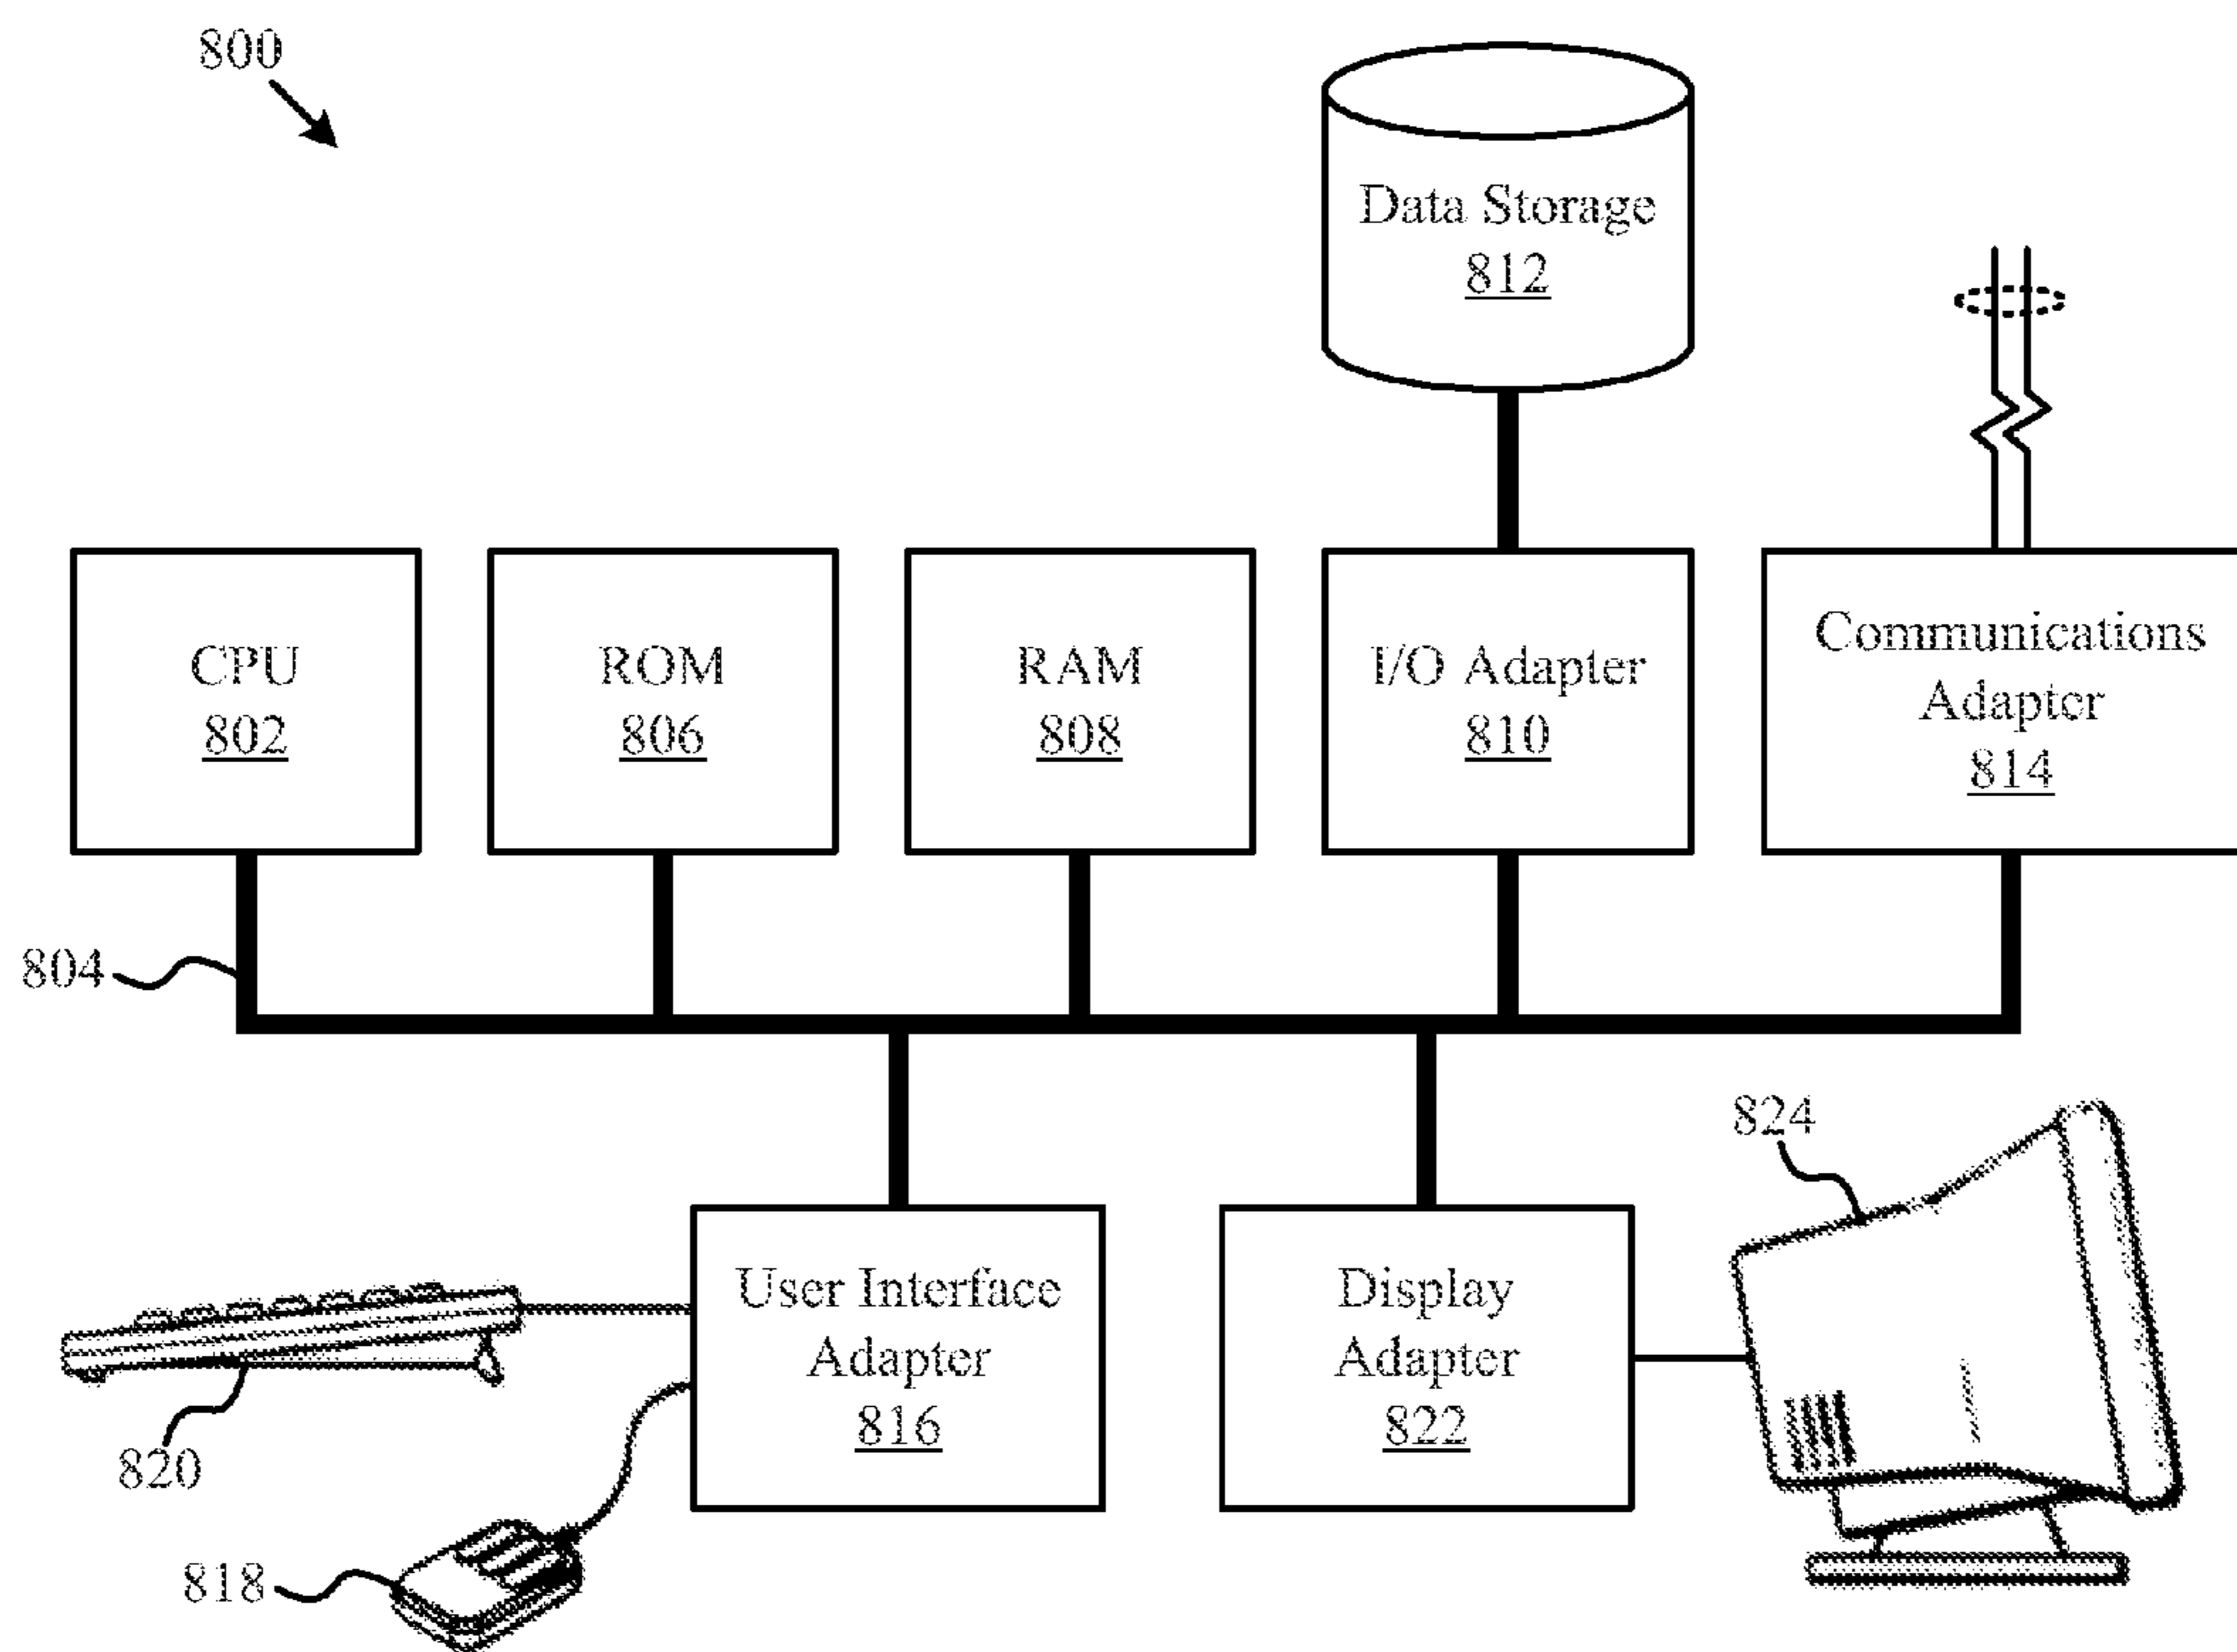 800
Data Storage
812
CPU
802
ROM
806
RAM
808
I/O Adapter
810
Communications
Adapter
814
804
824
User Interface
Adapter
816
Display
Adapter
822
820
818